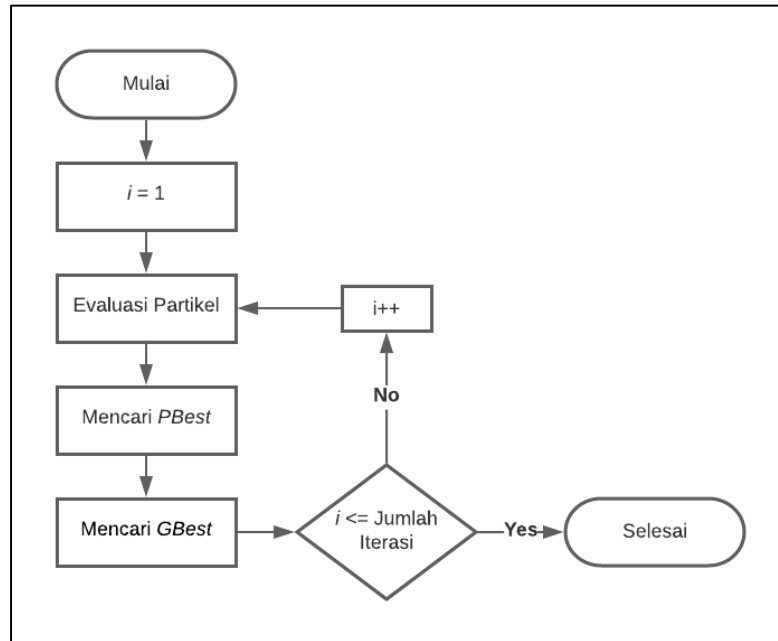 Mulai
i = 1
Evaluasi Partikel
i++
Mencari PBest
No
Mencari GBest
i <= Jumlah
Iterasi
Yes
Selesai